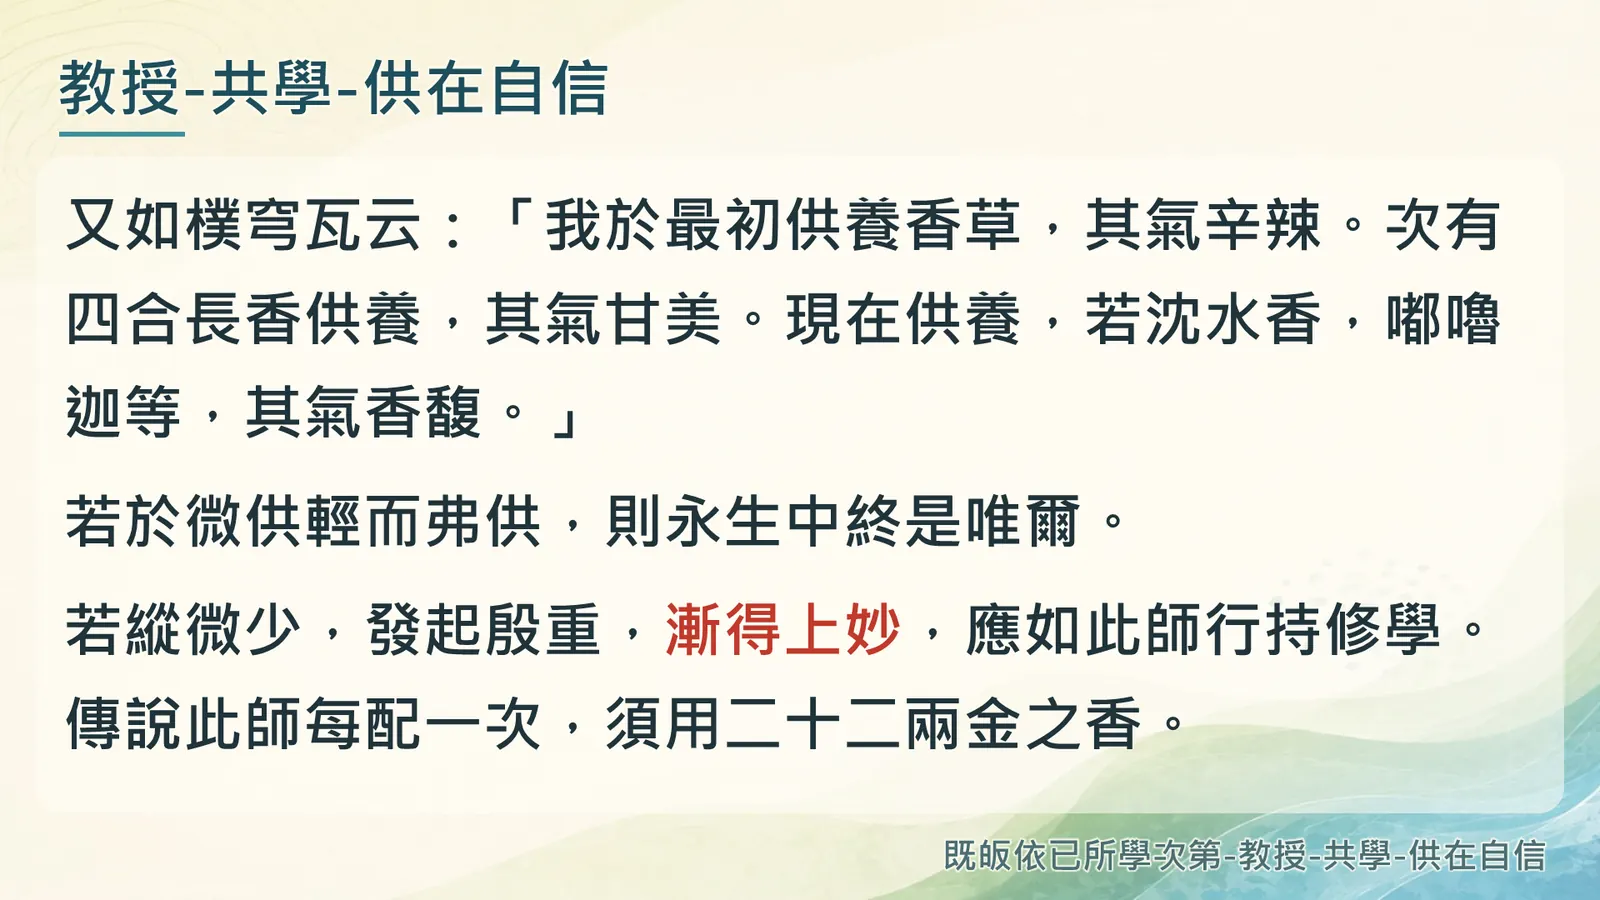 教授-共學-供在自信
又如樸穹瓦云：「我於最初供養香草，其氣辛辣。次有
四合長香供養，其氣甘美。現在供養，若沈水香，嘟嚕
迦等，其氣香馥。」
若於微供輕而弗供，則永生中終是唯爾。
若縱微少，發起殷重，漸得上妙，應如此師行持修學。
傳說此師每配一次，須用二十二兩金之香。
既皈依已所學次第-教授-共學-供在自信